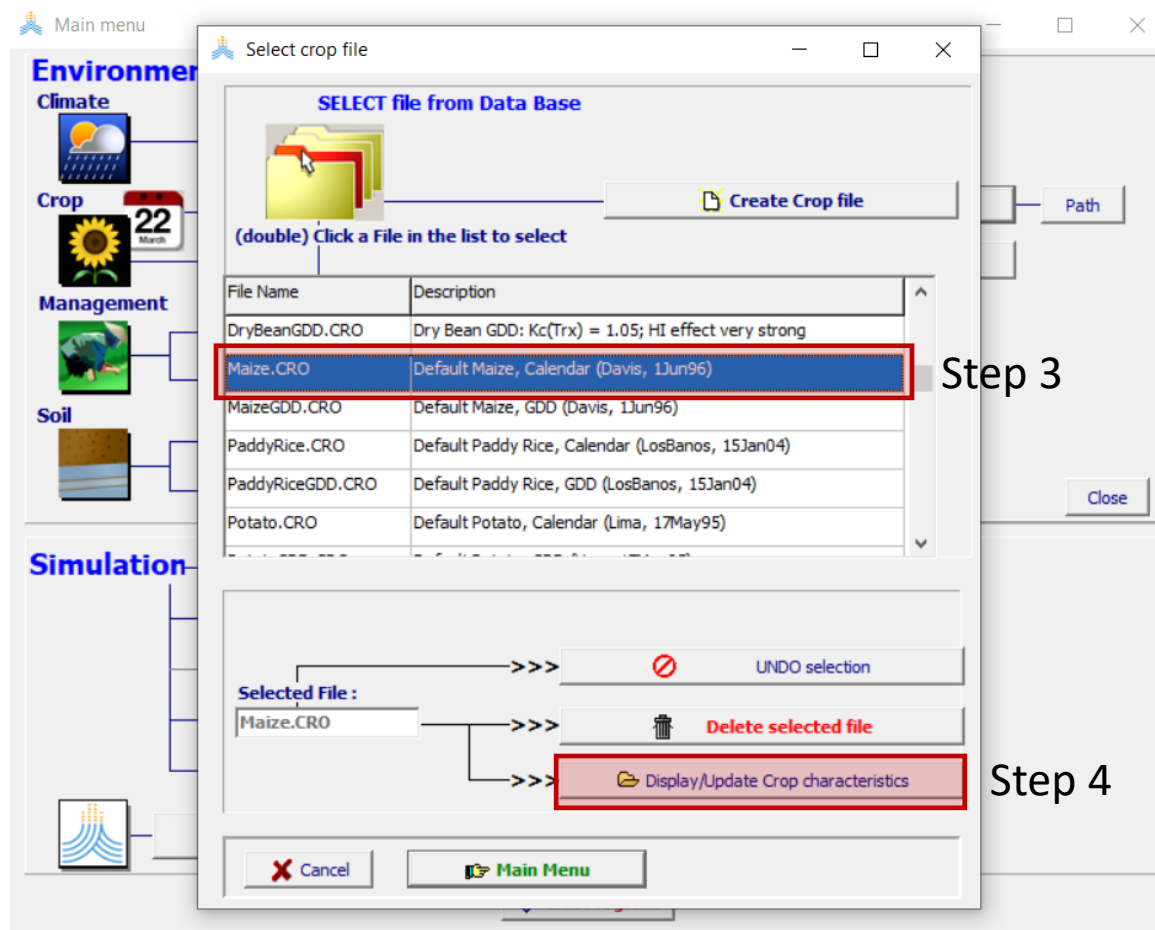 Main menu
Select crop file
Environmen
Climate
Crop
22
March
Management
Soil
Simulation
SELECT file from Data Base
Create Crop file
Path
(double) Click a File in the list to select
File Name Description
DryBeanGDD.CRO Dry Bean GDD: Kc(Trx) = 1.05; HI effect very strong
Maize.CRO Default Maize, Calendar (Davis, 1Jun96)
Step 3
MaizeGDD.CRO Default Maize, GDD (Davis, 1Jun96)
PaddyRice.CRO Default Paddy Rice, Calendar (LosBanos, 15Jan04)
PaddyRiceGDD.CRO Default Paddy Rice, GDD (LosBanos, 15Jan04)
Close
Potato.CRO Default Potato, Calendar (Lima, 17May95)
>>> UNDO selection
Selected File :
Maize.CRO
>>> Delete selected file
>>> Display/Update Crop characteristics
Step 4
Cancel
Main Menu